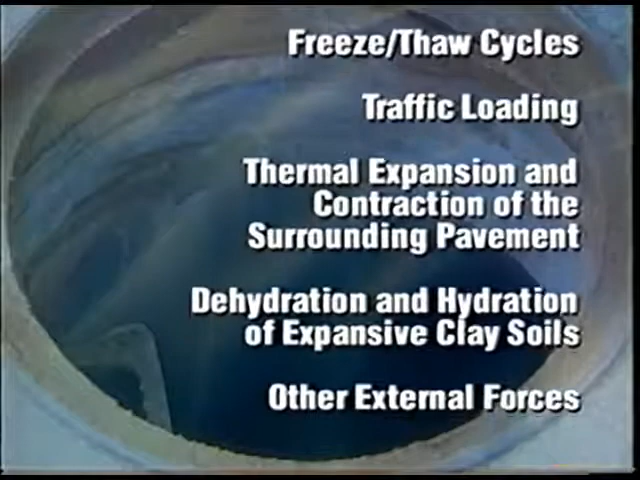 Freeze/Thaw Cycles
Traffic Loading
Thermal Expansion and
Contraction of the
Surrounding Pavement
Dehydration and Hydration
of Expansive Clay Soils
Other External Forces